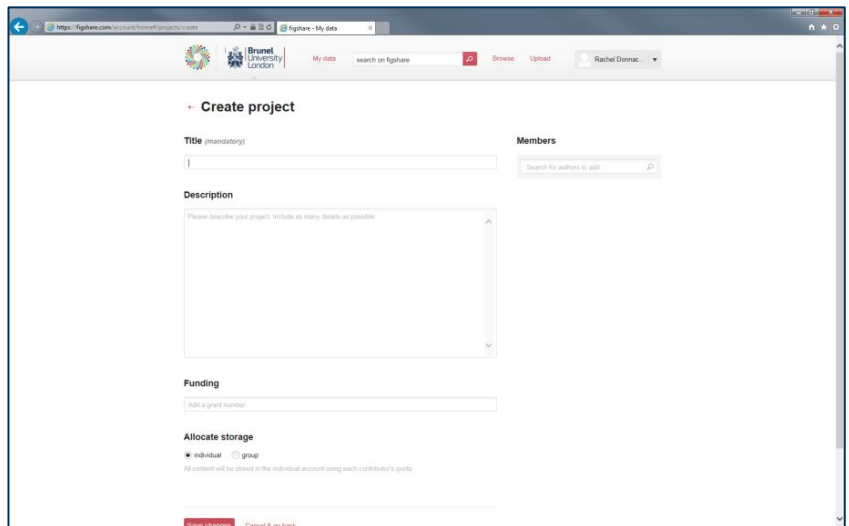 https://figshare.com/account/home#/projects/create
figshare - My data
Brunel
University
London
My data
search on figshare
Browse
Upload
Rachel Donnac...
← Create project
Title (mandatory)
Members
Search for authors to add
Description
Please describe your project, include as many details as possible.
Funding
Add a grant number
Allocate storage
individual
group
All content will be stored in the individual account using each contributor's quota
Save changes
Cancel & go back